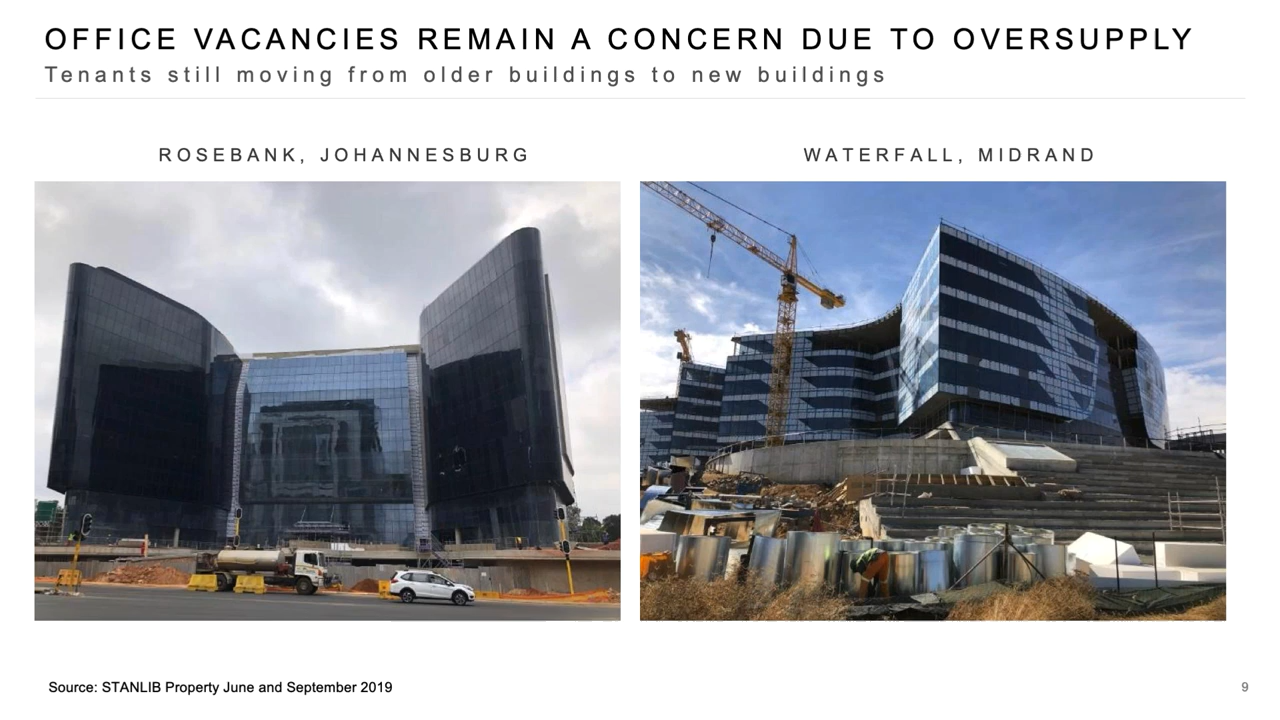 OFFICE VACANCIES REMAIN A CONCERN DUE TO OVERSUPPLY
Tenants still moving from older buildings to new buildings
ROSEBANK, JOHANNESBURG
WATERFALL, MIDRAND
Source: STANLIB Property June and September 2019
9